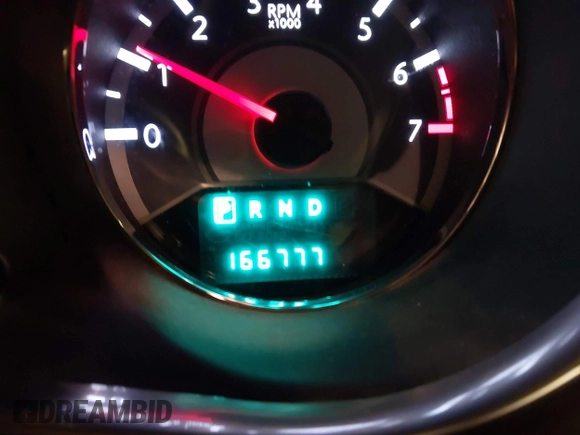 0 1 2 3 4 5 6 7
RPM
x1000
P R N D
166777
DREAMBID